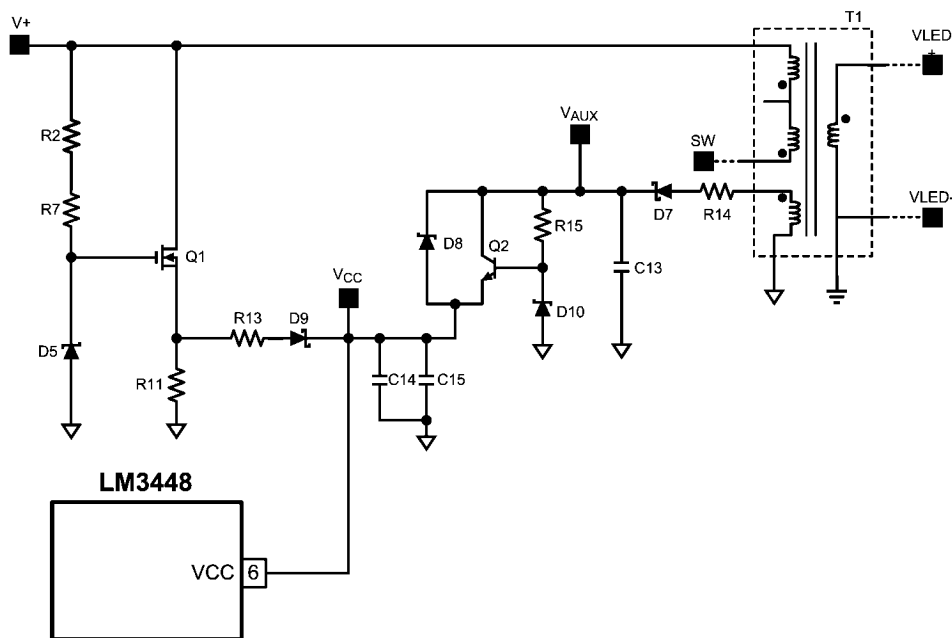 V+
T1
VLED
+
R2
VAUX
SW
R7
D7
R14
VLED-
D8
Q2
R15
Q1
C13
VCC
D10
R13
D9
D5
R11
C14
C15
LM3448
VCC 6